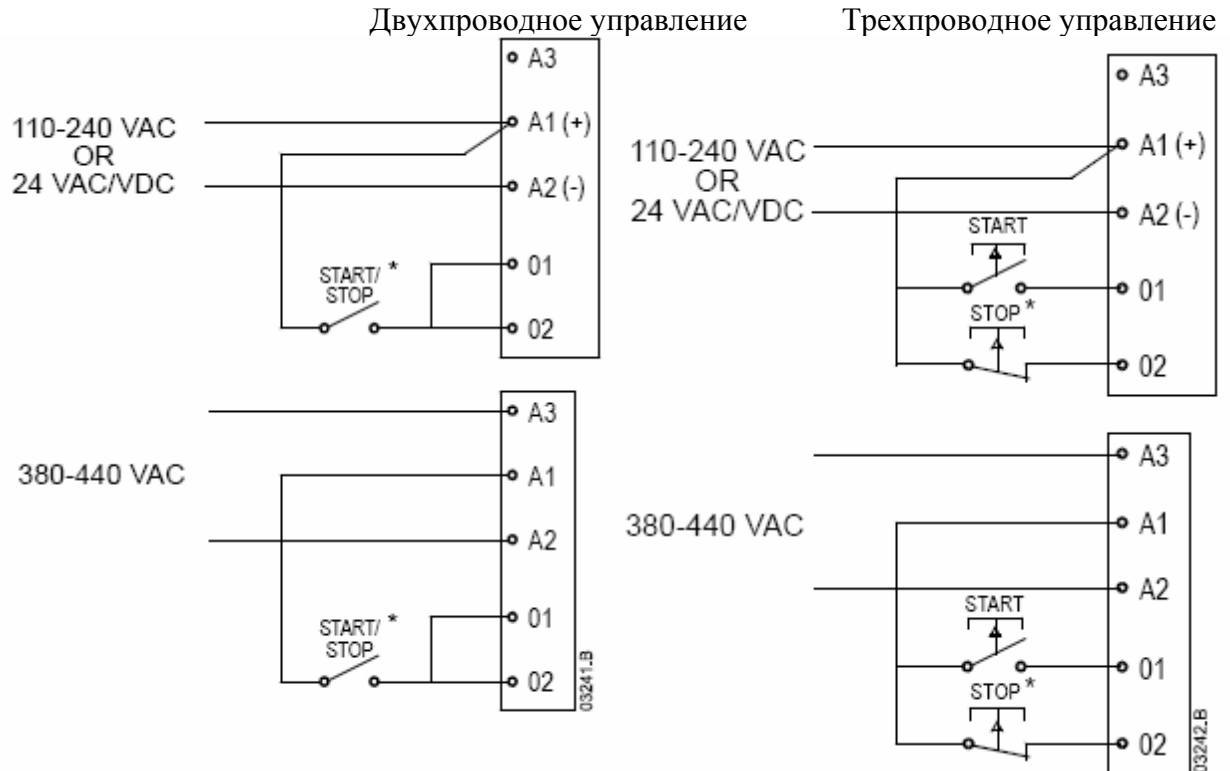 Двухпроводное управление
Трехпроводное управление
A3
110-240 VAC
OR
24 VAC/VDC
A1 (+)
A2 (-)
START/ *
STOP
01
02
A3
380-440 VAC
A1
A2
START/ *
STOP
01
02
03241.B
A3
110-240 VAC
OR
24 VAC/VDC
A1 (+)
A2 (-)
START
01
STOP *
02
A3
380-440 VAC
A1
A2
START
01
STOP *
02
03242.B